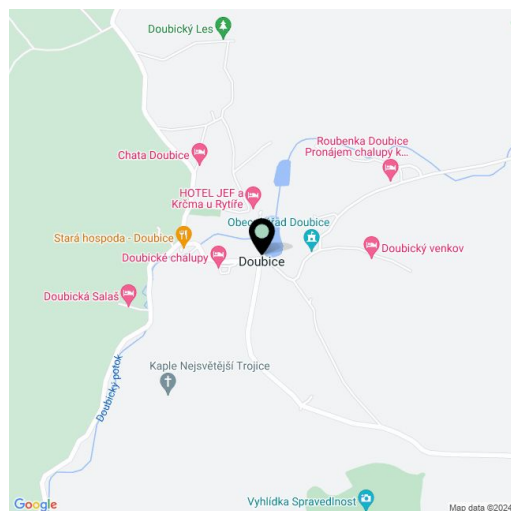 Doubický Les
Roubenka Doubice
Pronájem chalupý k...
Chata Doubice
HOTEL JEF a
Krčma u Rytíře
Obecní úřad Doubice
Stará hospoda - Doubice
Doubický venkov
Doubické chalupy
Doubice
Doubická Salaš
Kaple Nejsvětější Trojice
Doubický potok
Vyhlídka Spravedlnost
Google
Map data ©2024